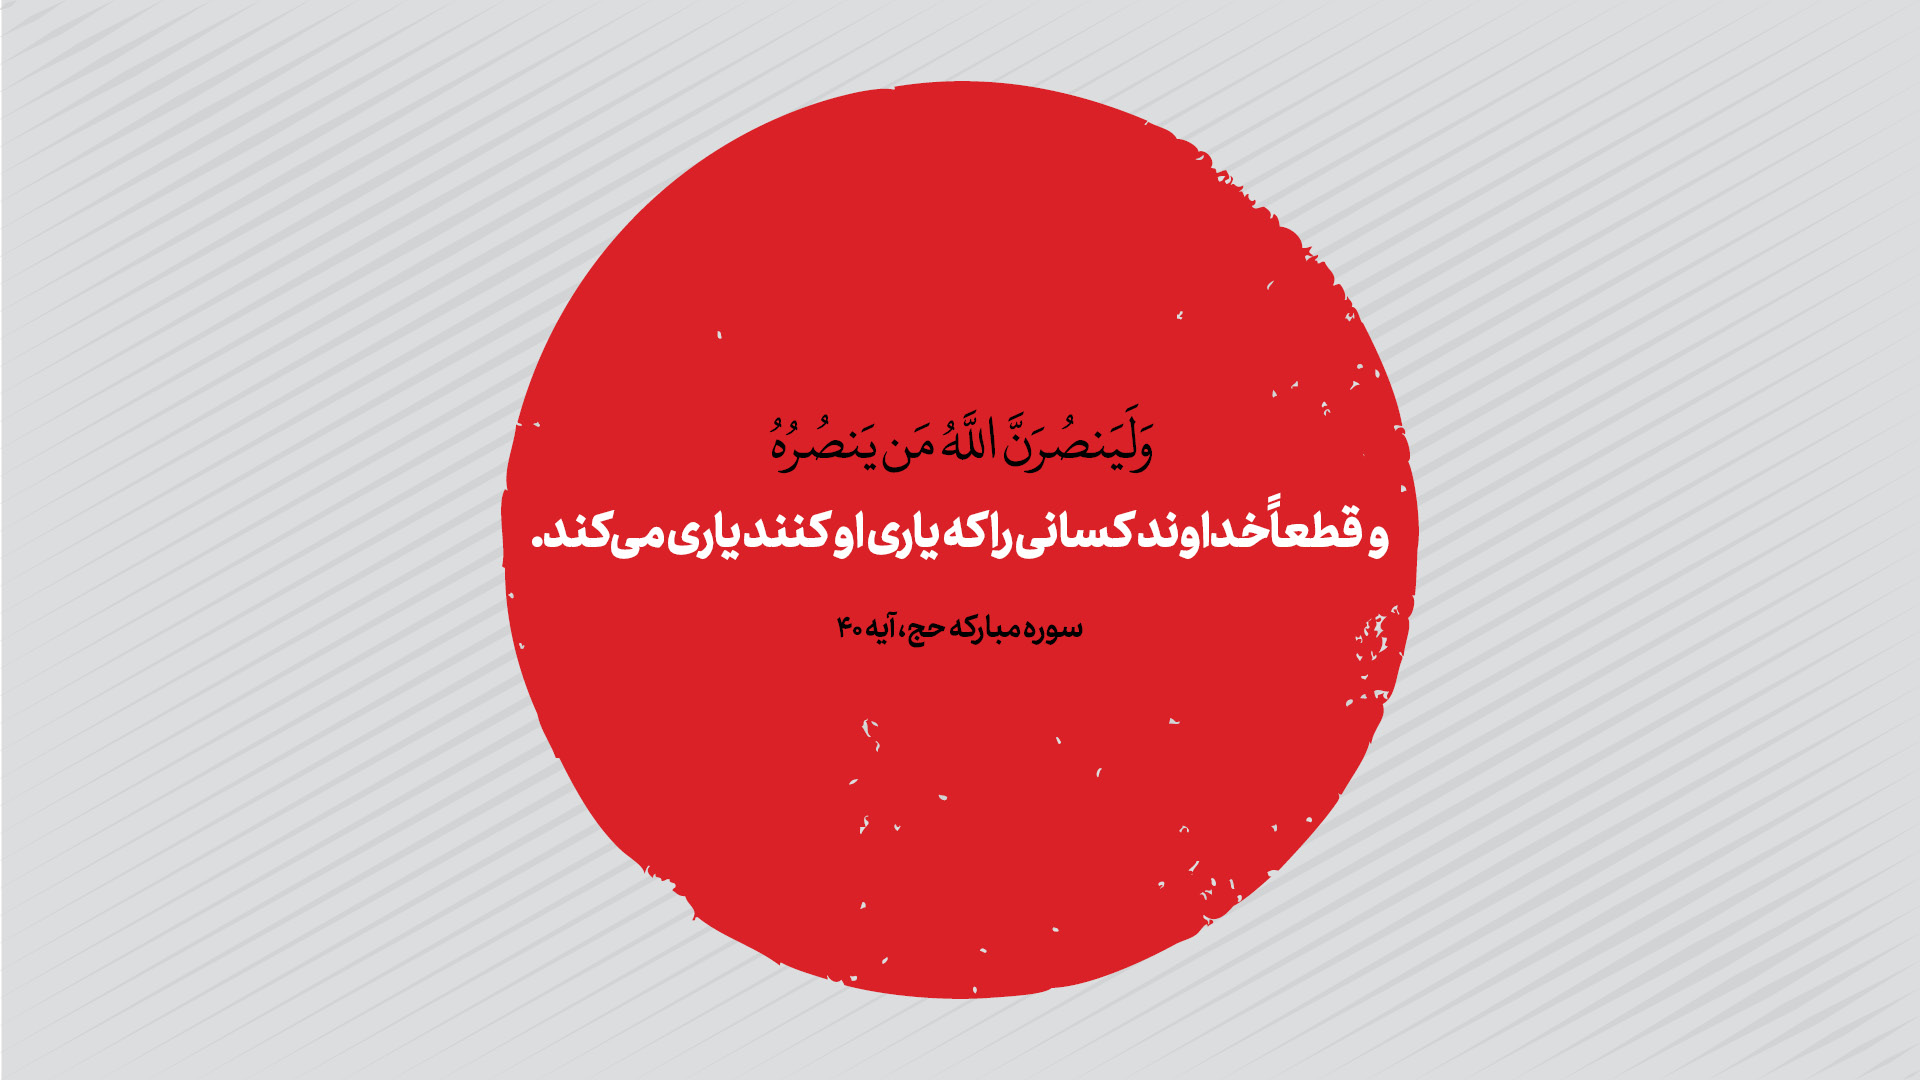 وَلَيَنصُرَنَّ اللَّهُ مَن يَنصُرُهُ
و قطعاً خداوند کسانی را که یاری او کنند یاری می‌کند.
سوره مبارکه حج، آیه ۴۰